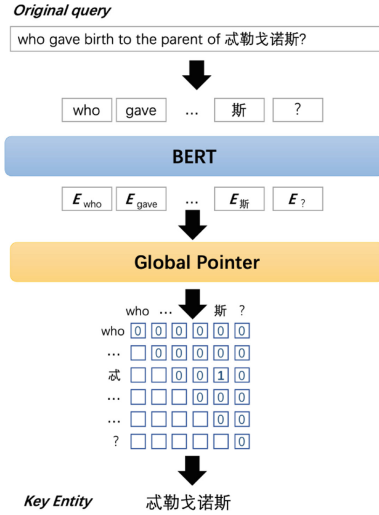 Original query
who gave birth to the parent of 忒勒戈诺斯?
who gave ... 斯 ?
BERT
E who E gave ... E 斯 E ?
Global Pointer
who ... 斯 ?
who 0 0 0 0 0 0
... 0 0 0 0 0
忒 0 0 1 0
... 0 0 0
... 0 0
? 0
Key Entity 忒勒戈诺斯